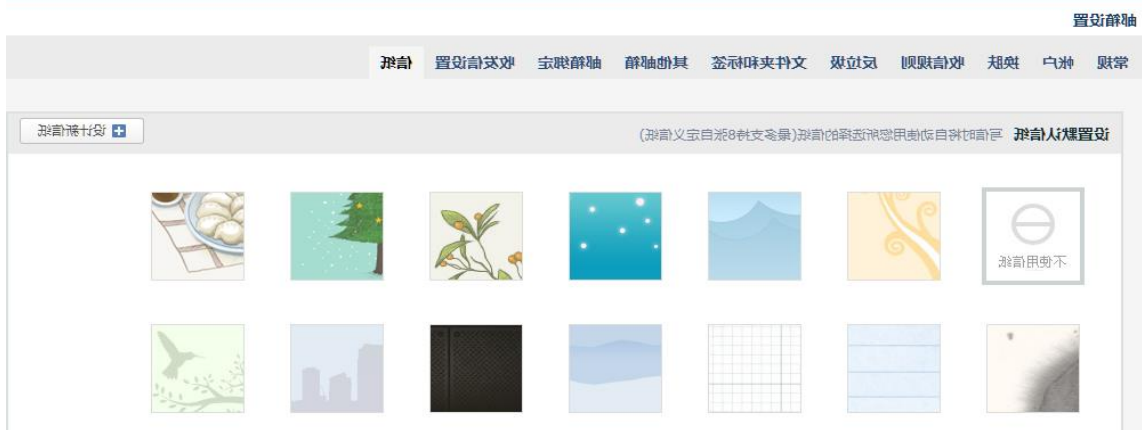 邮箱设置
常规 帐户 换肤 收信规则 反垃圾 文件夹和标签 其他邮箱 邮箱绑定 收发信设置 信纸
设置默认信纸 写信时将自动使用您所选择的信纸(最多支持8张自定义信纸) 设计新信纸
不使用信纸